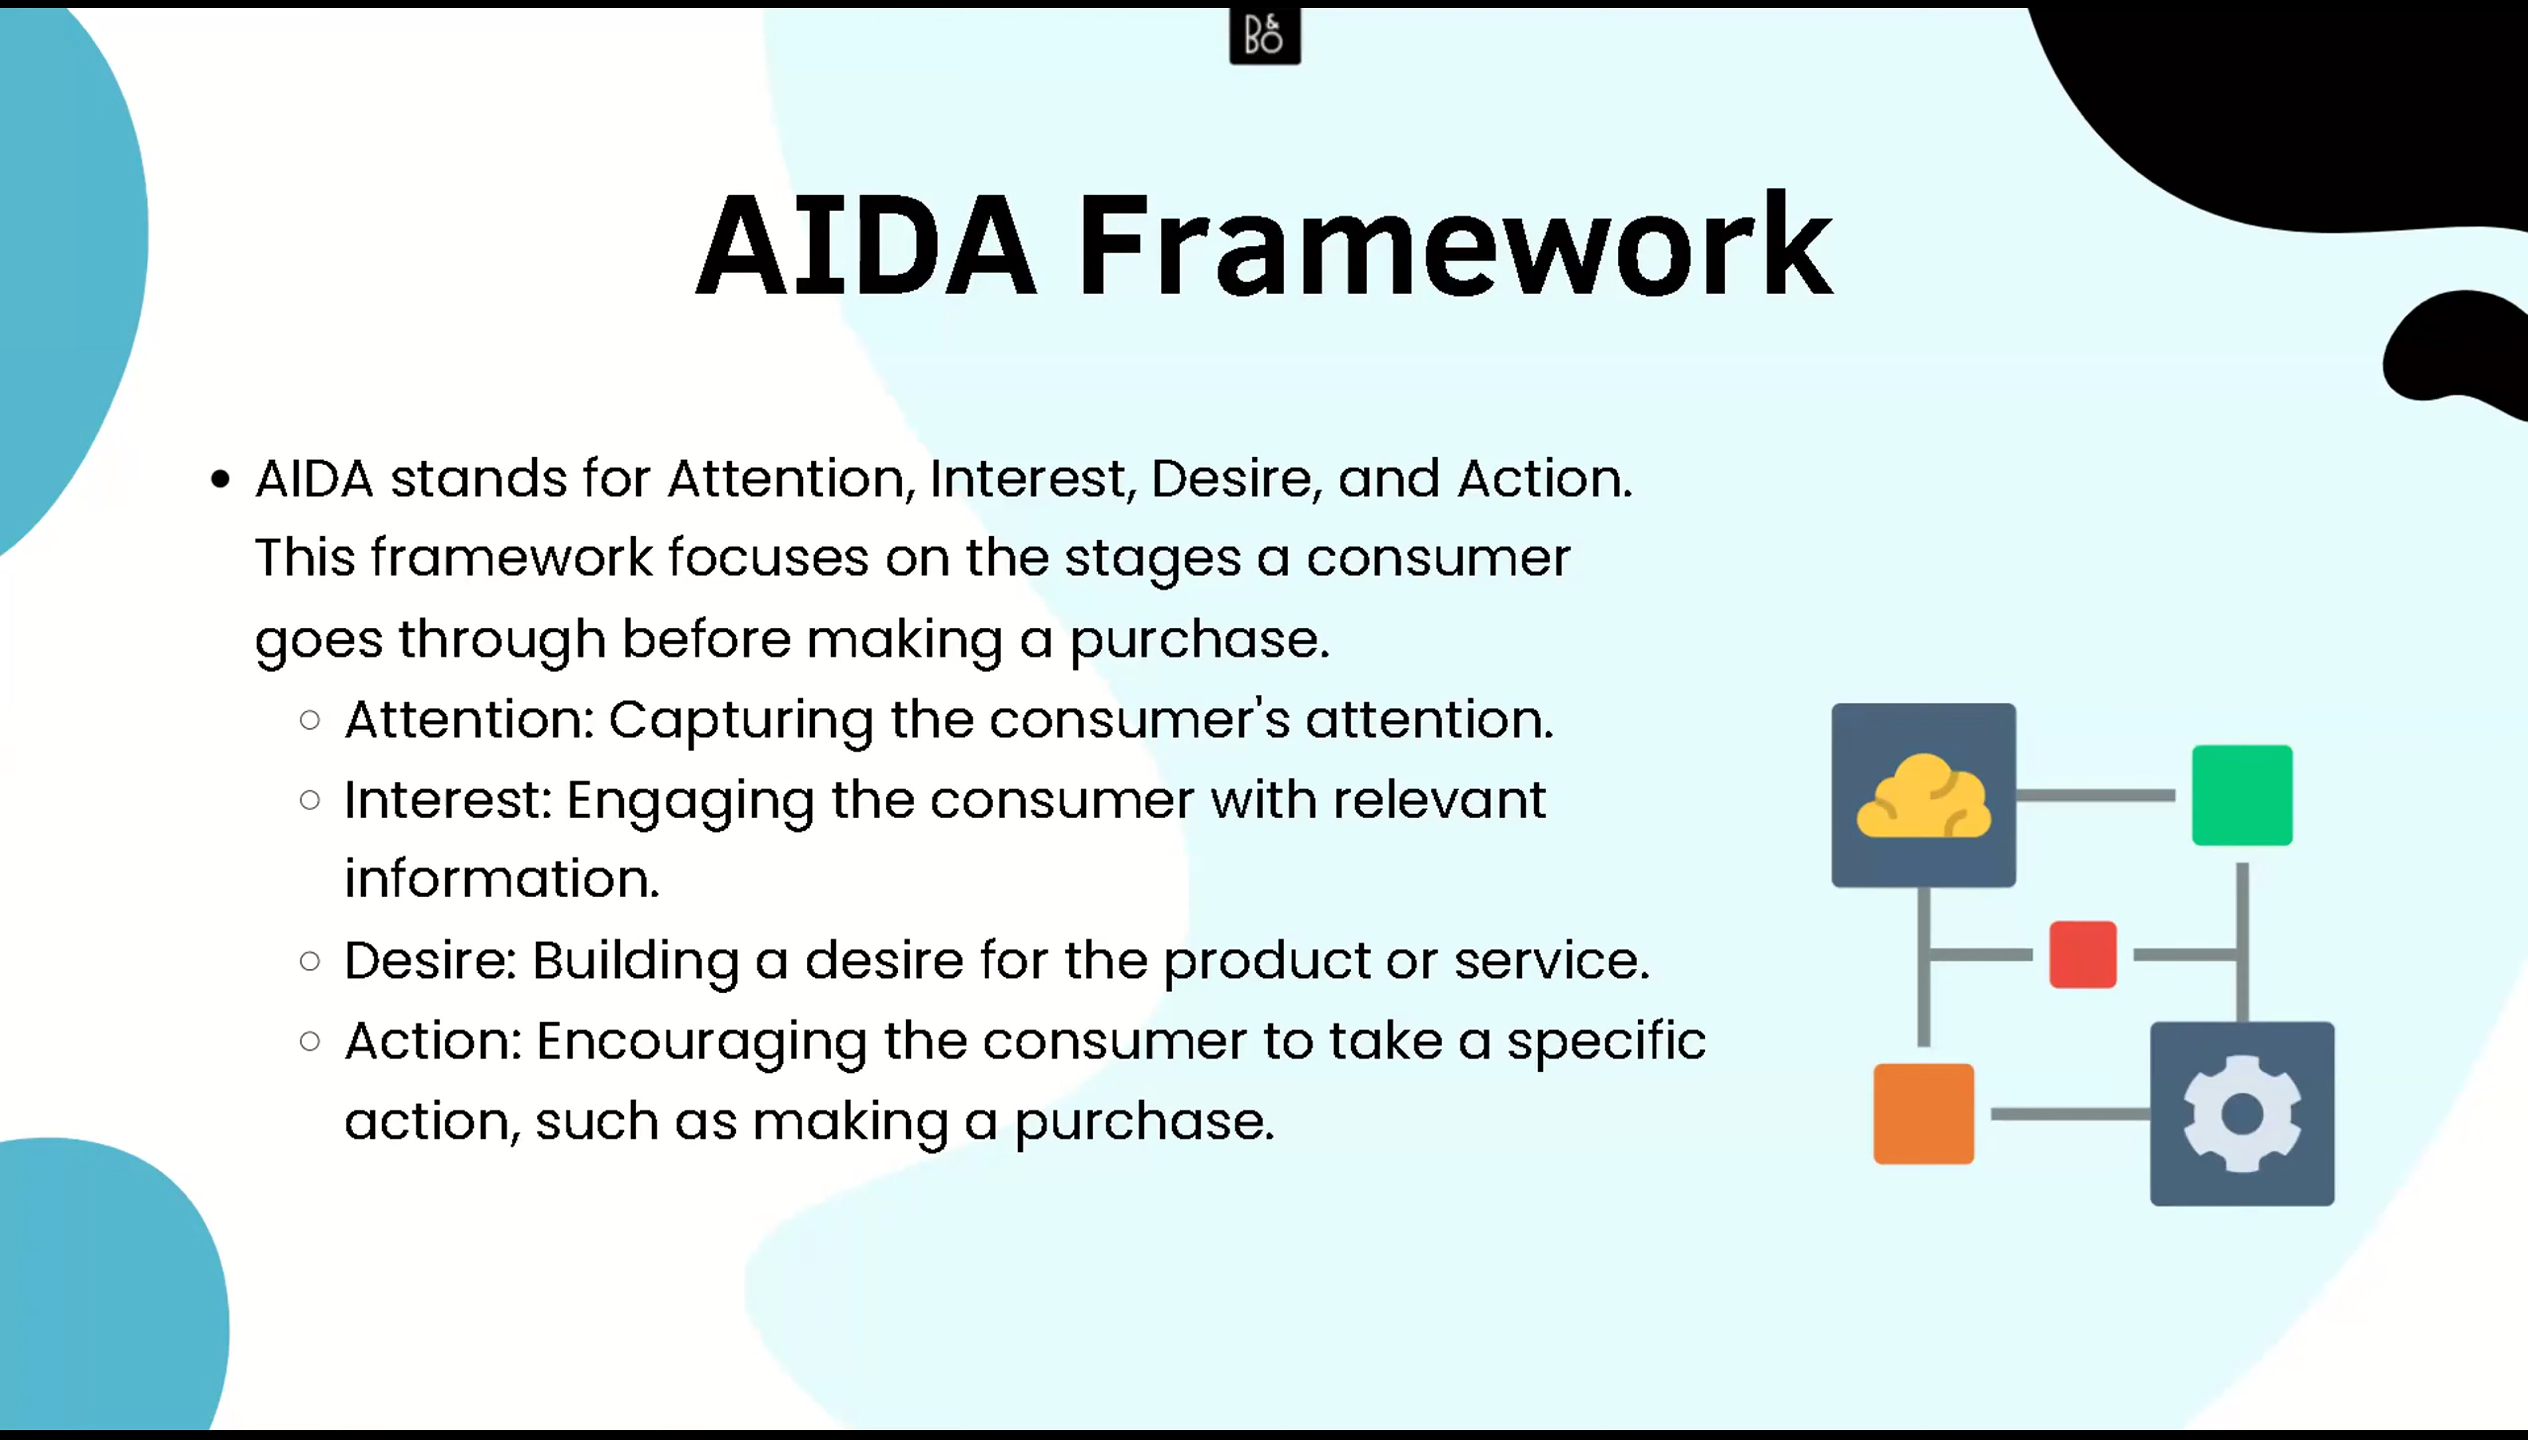 B&O
AIDA Framework
• AIDA stands for Attention, Interest, Desire, and Action.
This framework focuses on the stages a consumer
goes through before making a purchase.
○ Attention: Capturing the consumer's attention.
○ Interest: Engaging the consumer with relevant
information.
○ Desire: Building a desire for the product or service.
○ Action: Encouraging the consumer to take a specific
action, such as making a purchase.